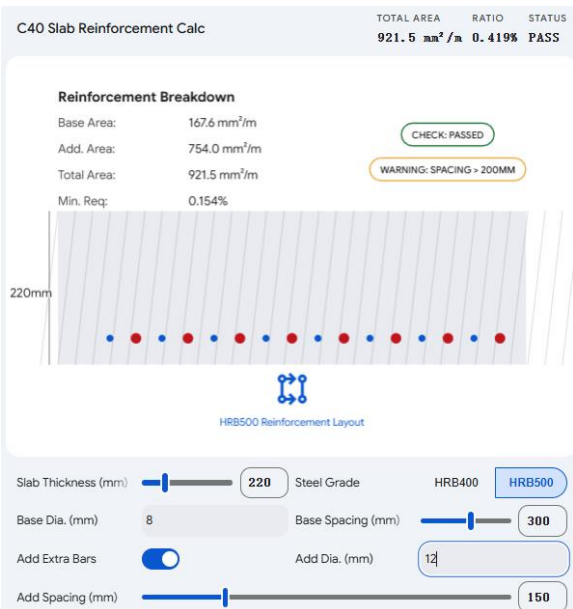 C40 Slab Reinforcement Calc
TOTAL AREA RATIO STATUS
921.5 mm²/m 0.419% PASS
Reinforcement Breakdown
Base Area: 167.6 mm²/m
Add. Area: 754.0 mm²/m
Total Area: 921.5 mm²/m
Min. Req: 0.154%
CHECK: PASSED
WARNING: SPACING > 200MM
220mm
HRB500 Reinforcement Layout
Slab Thickness (mm) 220 Steel Grade HRB400 HRB500
Base Dia. (mm) 8 Base Spacing (mm) 300
Add Extra Bars Add Dia. (mm) 12
Add Spacing (mm) 150